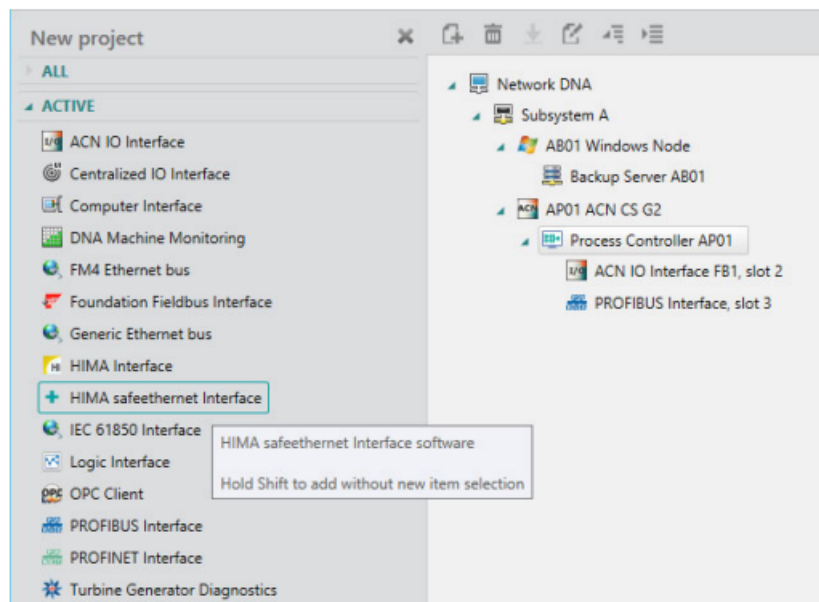 New project
ALL
ACTIVE
ACN IO Interface
Centralized IO Interface
Computer Interface
DNA Machine Monitoring
FM4 Ethernet bus
Foundation Fieldbus Interface
Generic Ethernet bus
HIMA Interface
HIMA safeethernet Interface
IEC 61850 Interface
Logic Interface
OPC Client
PROFIBUS Interface
PROFINET Interface
Turbine Generator Diagnostics
HIMA safeethernet Interface software
Hold Shift to add without new item selection
Network DNA
Subsystem A
AB01 Windows Node
Backup Server AB01
ACN AP01 ACN CS G2
Process Controller AP01
I/O ACN IO Interface FB1, slot 2
PROFIBUS Interface, slot 3